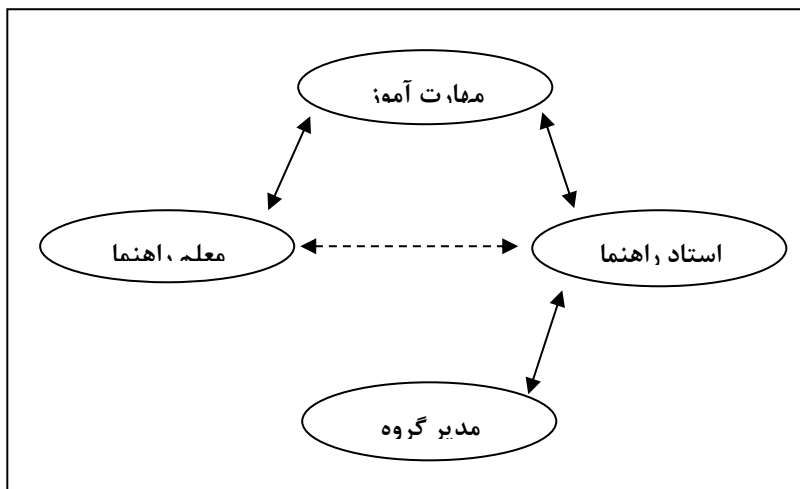 مهارت آموز
معلم راهنما
استاد راهنما
مدیر گروه